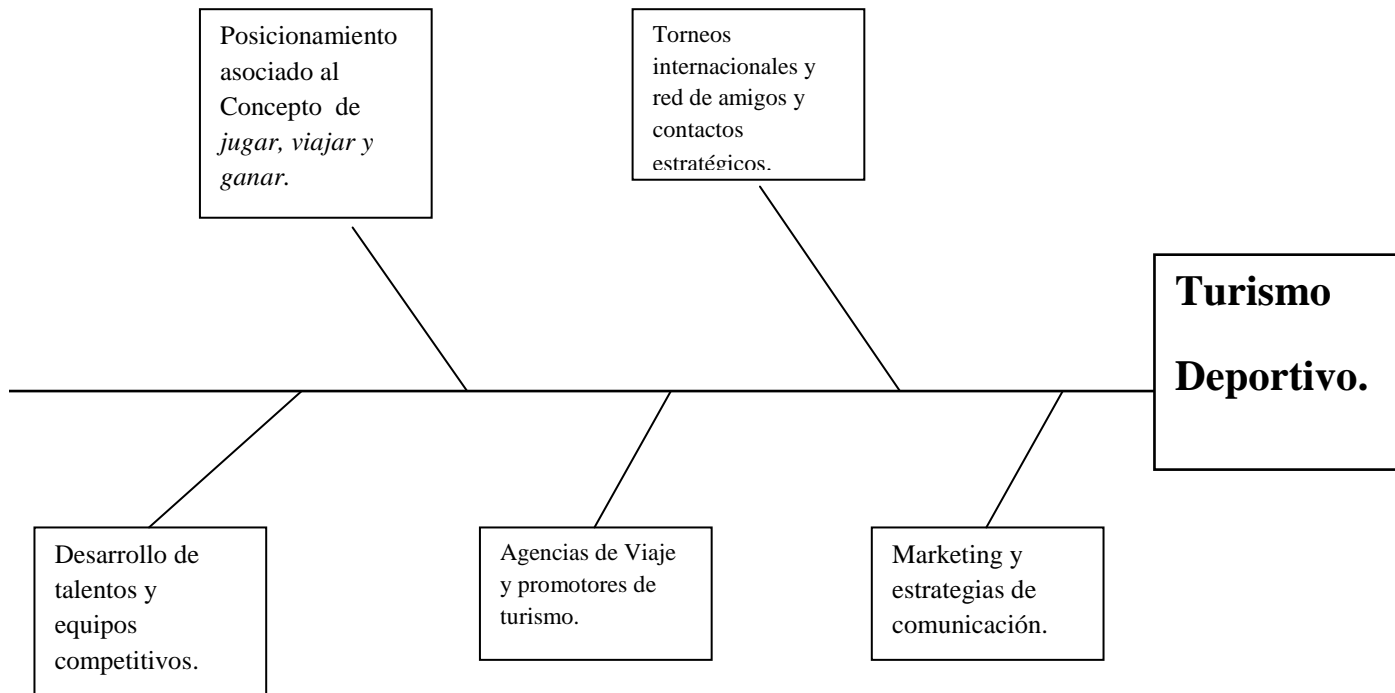 Posicionamiento
asociado al
Concepto de
jugar, viajar y
ganar.
Torneos
internacionales y
red de amigos y
contactos
estratégicos.
Turismo
Deportivo.
Desarrollo de
talentos y
equipos
competitivos.
Agencias de Viaje
y promotores de
turismo.
Marketing y
estrategias de
comunicación.